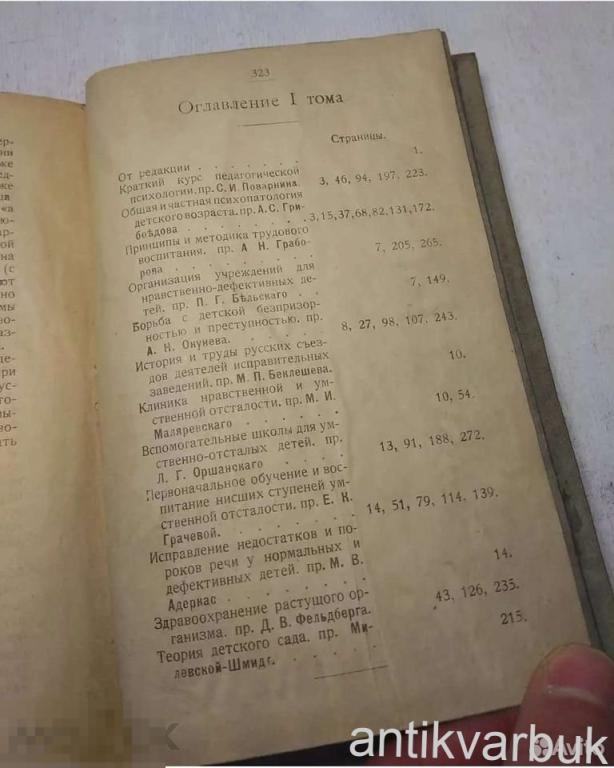 323
Оглавление I тома
Страницы.
От редакции . . . . . . . 1.
Краткий курс педагогической
психологии. пр. С. И. Поварнина. 3, 46, 94, 197, 223.
Общая и частная психопатология
детского возраста. пр. А. С. Гри-
боѣдова . . . . . . . 3,15,37,68,82,131,172.
Принципы и методика трудового
воспитания. пр. А Н. Грабо-
рова . . . . . . . 7, 205, 265.
Организация учреждений для
нравственно-дефективных де-
тей. пр. П. Г. Бѣльскаго . . 7, 149.
Борьба с детской безпризор-
ностью и преступностью. пр.
А. Н. Окунева. . . . . . 8, 27, 98, 107, 243.
История и труды русских съез-
дов деятелей исправительных
заведений. пр. М. П. Беклешева. 10.
Клиника нравственной и ум-
ственной отсталости. пр. М. И.
Маляревскаго . . . . . . 10, 54.
Вспомогательные школы для ум-
ственно-отсталых детей. пр.
Л. Г. Оршанскаго . . . . 13, 91, 188, 272.
Первоначальное обучение и вос-
питание нисших ступеней ум-
ственной отсталости. пр. Е. К.
Грачевой. . . . . . . 14, 51, 79, 114. 139.
Исправление недостатков и по-
роков речи у нормальных и
дефективных детей. пр. М. В.
Адеркас . . . . . . . 14.
Здравоохранение растущого ор-
ганизма. пр. Д. В. Фельдберга. 43, 126, 235.
Теория детского сада. пр. Ми-
левской-Шмидт. . . . . . 215.
antikvarbuk
Avito